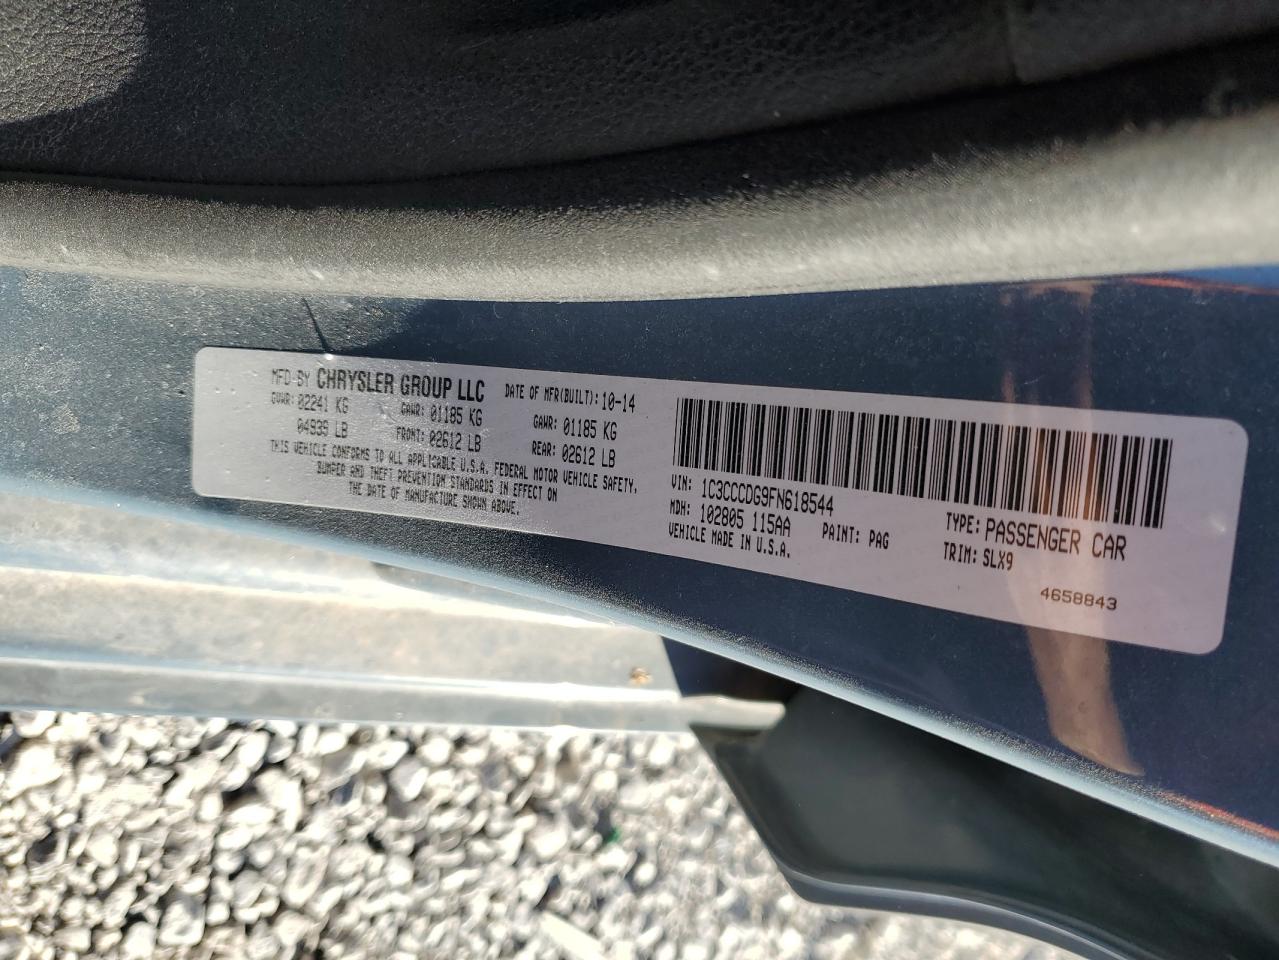 MFD BY CHRYSLER GROUP LLC DATE OF MFR(BUILT): 10-14
GVWR: 02241 KG GAWR: 01185 KG GAWR: 01185 KG
04939 LB FRONT: 02612 LB REAR: 02612 LB
THIS VEHICLE CONFORMS TO ALL APPLICABLE U.S.A. FEDERAL MOTOR VEHICLE SAFETY,
BUMPER AND THEFT PREVENTION STANDARDS IN EFFECT ON
THE DATE OF MANUFACTURE SHOWN ABOVE.
VIN: 1C3CCCDG9FN618544 TYPE: PASSENGER CAR
MDH: 102805 115AA PAINT: PAG TRIM: SLX9
VEHICLE MADE IN U.S.A.
4658843